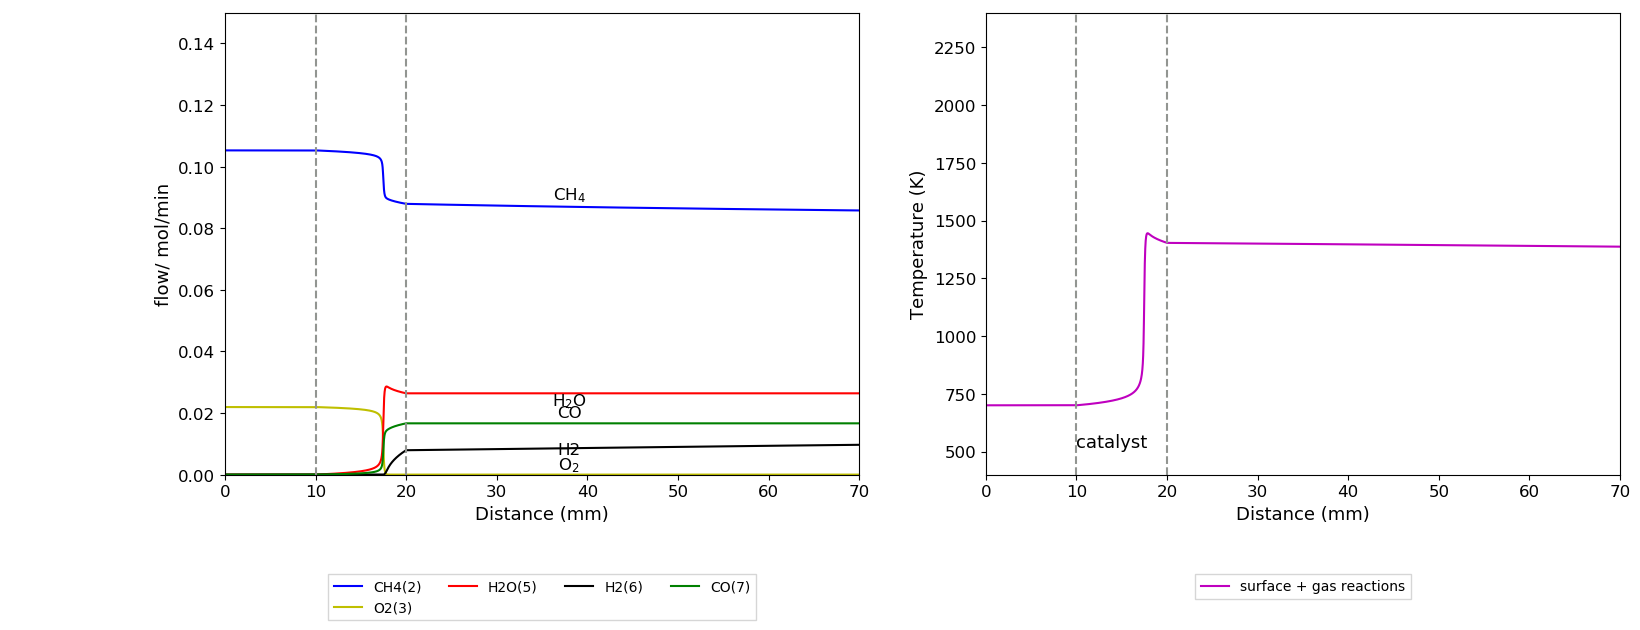 0.14
0.12
0.10
0.08
0.06
0.04
0.02
0.00
flow/ mol/min
CH₄
H₂O
CO
H2
O₂
0 10 20 30 40 50 60 70
Distance (mm)
CH4(2) H2O(5) H2(6) CO(7)
O2(3)
2250
2000
1750
1500
1250
1000
750
500
Temperature (K)
catalyst
0 10 20 30 40 50 60 70
Distance (mm)
surface + gas reactions